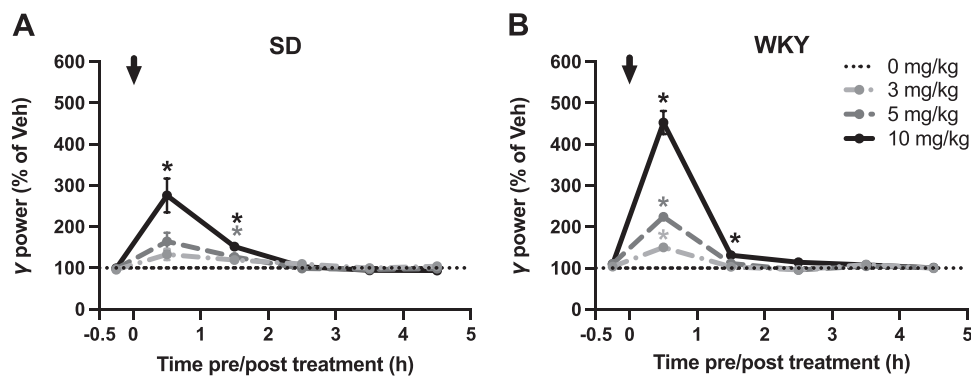 A
SD
600
500
400
300
200
100
0
γ power (% of Veh)
*
*
*
-0.5 0 1 2 3 4 5
Time pre/post treatment (h)
B
WKY
600
500
400
300
200
100
0
γ power (% of Veh)
*
*
*
*
-0.5 0 1 2 3 4 5
Time pre/post treatment (h)
0 mg/kg
3 mg/kg
5 mg/kg
10 mg/kg